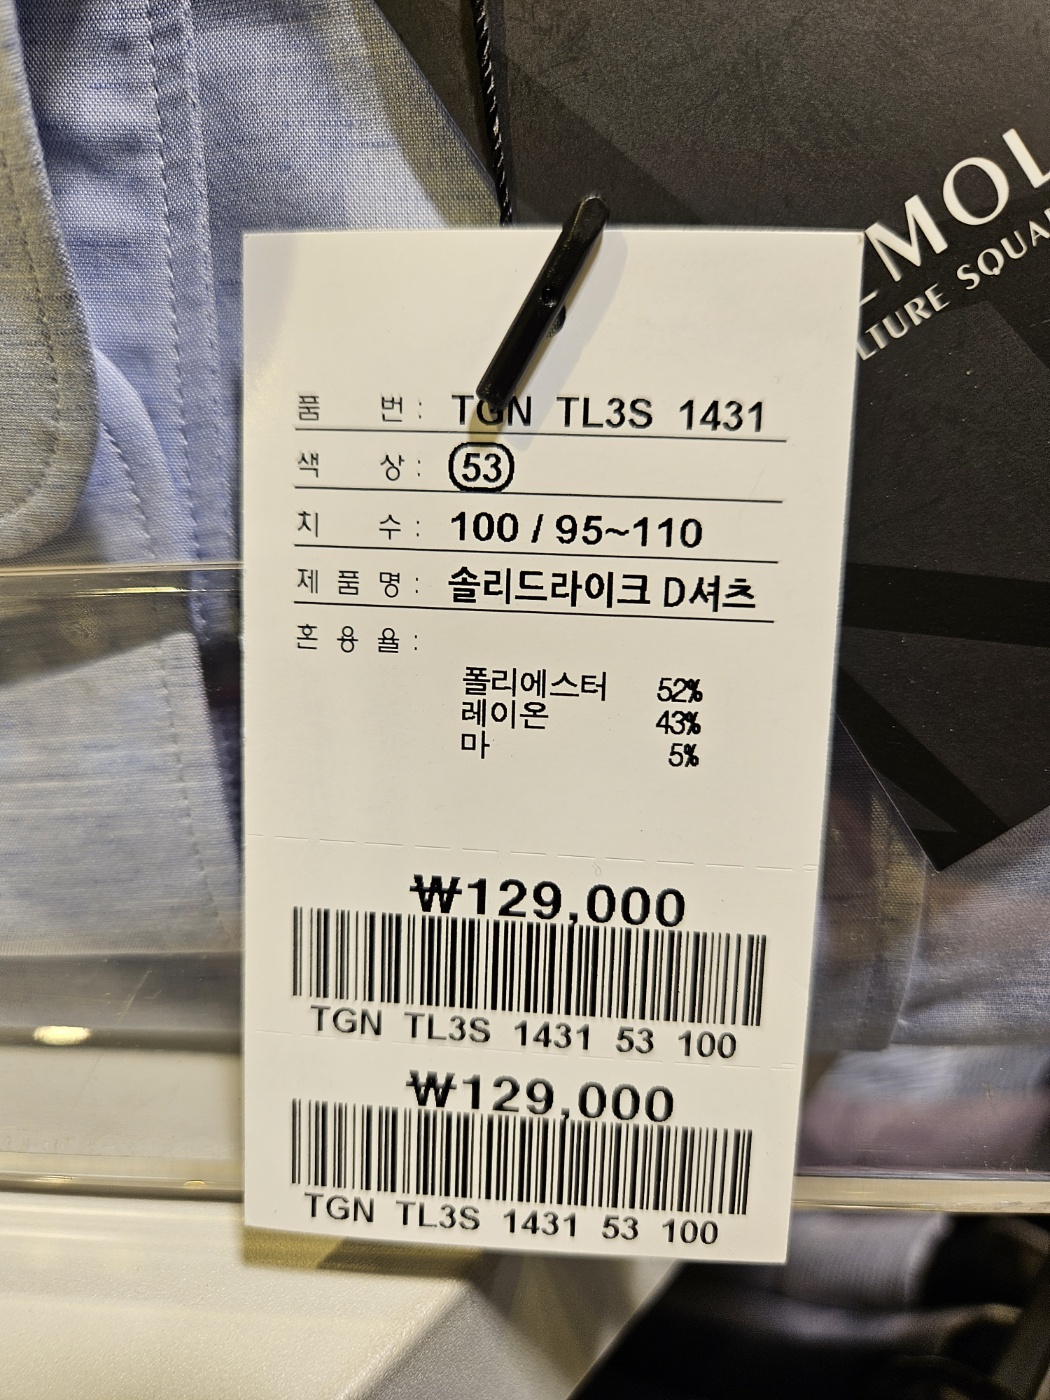 MOL
LTURE SQUA
품 번 : TGN TL3S 1431
색 상 : 53
치 수 : 100 / 95~110
제 품 명 : 솔리드라이크 D셔츠
혼 용 율 :
폴리에스터 52%
레이온 43%
마 5%
₩129,000
TGN TL3S 1431 53 100
₩129,000
TGN TL3S 1431 53 100